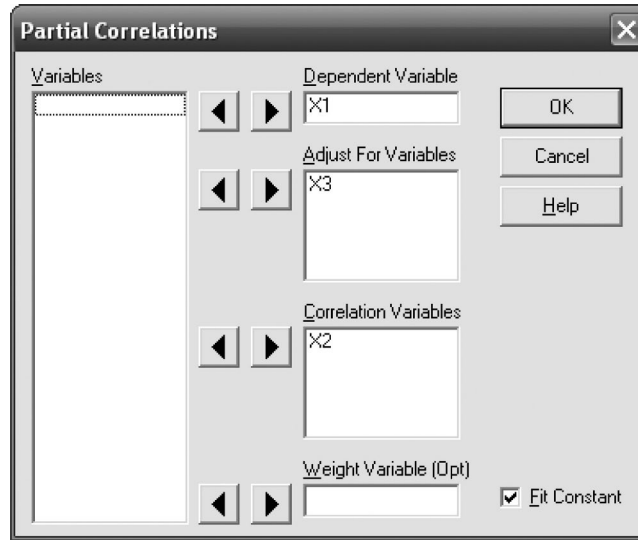 Partial Correlations
Variables
Dependent Variable
X1
OK
Adjust For Variables
X3
Cancel
Help
Correlation Variables
X2
Weight Variable (Opt)
Fit Constant